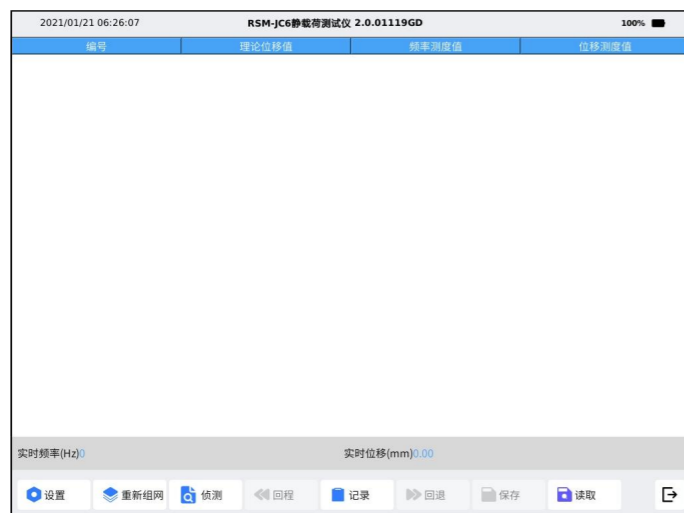 2021/01/21 06:26:07 RSM-JC6静载荷测试仪 2.0.01119GD 100%
编号 理论位移值 频率测度值 位移测度值
实时频率(Hz)0 实时位移(mm)0.00
设置 重新组网 侦测 回程 记录 回退 保存 读取